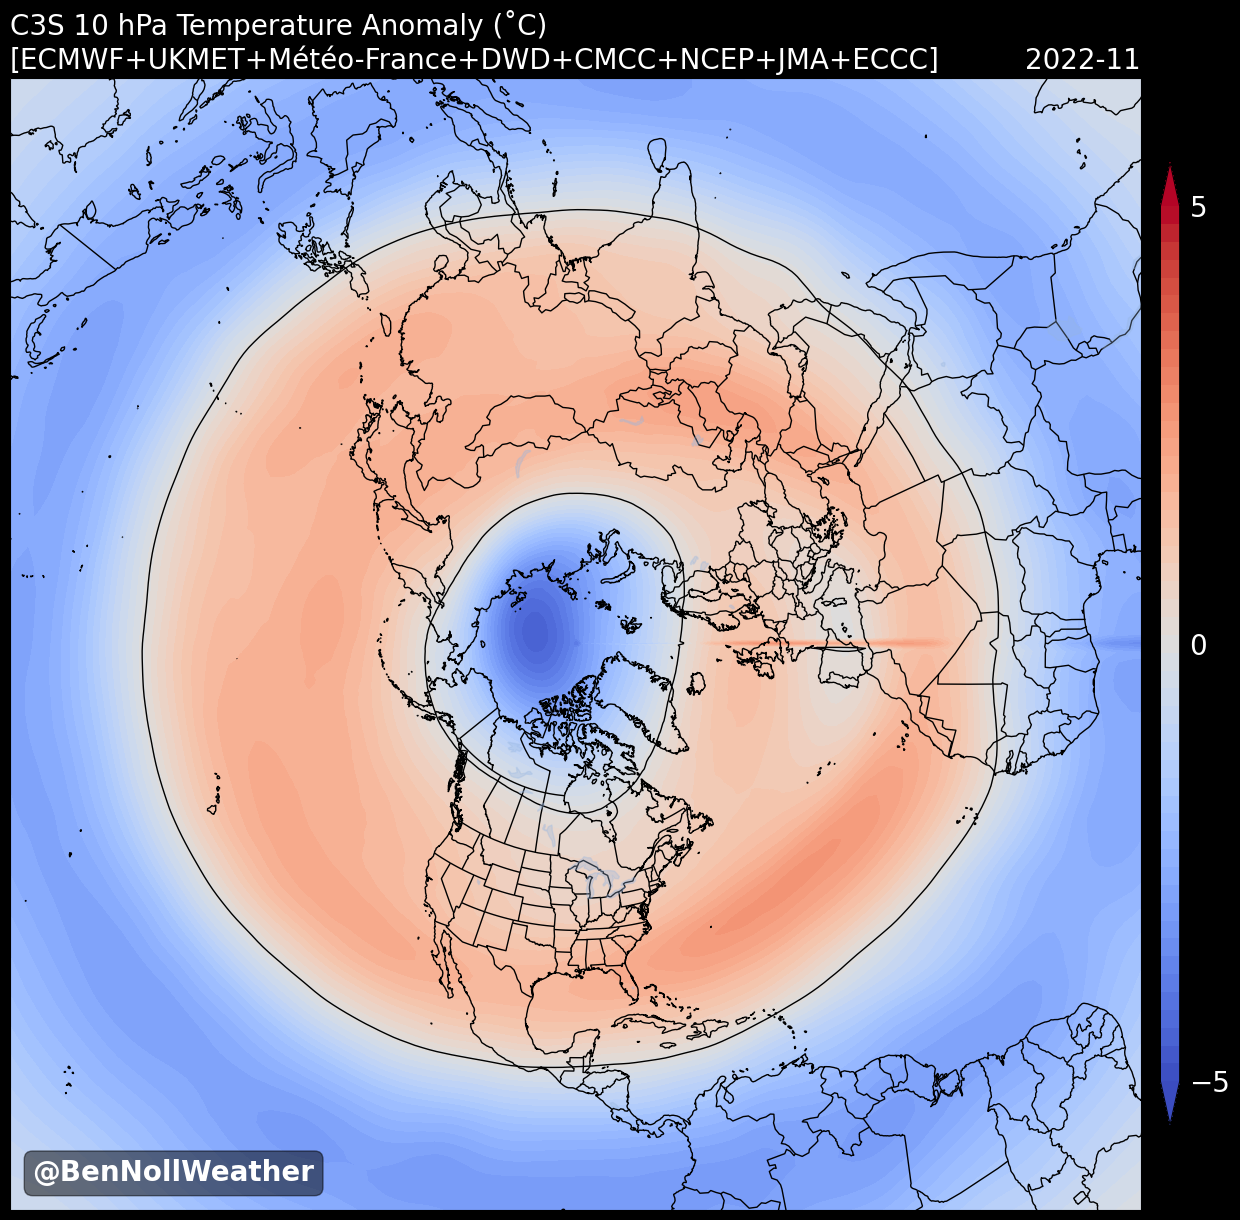 C3S 10 hPa Temperature Anomaly (˚C)
[ECMWF+UKMET+Météo-France+DWD+CMCC+NCEP+JMA+ECCC] 2022-11
5
0
−5
@BenNollWeather